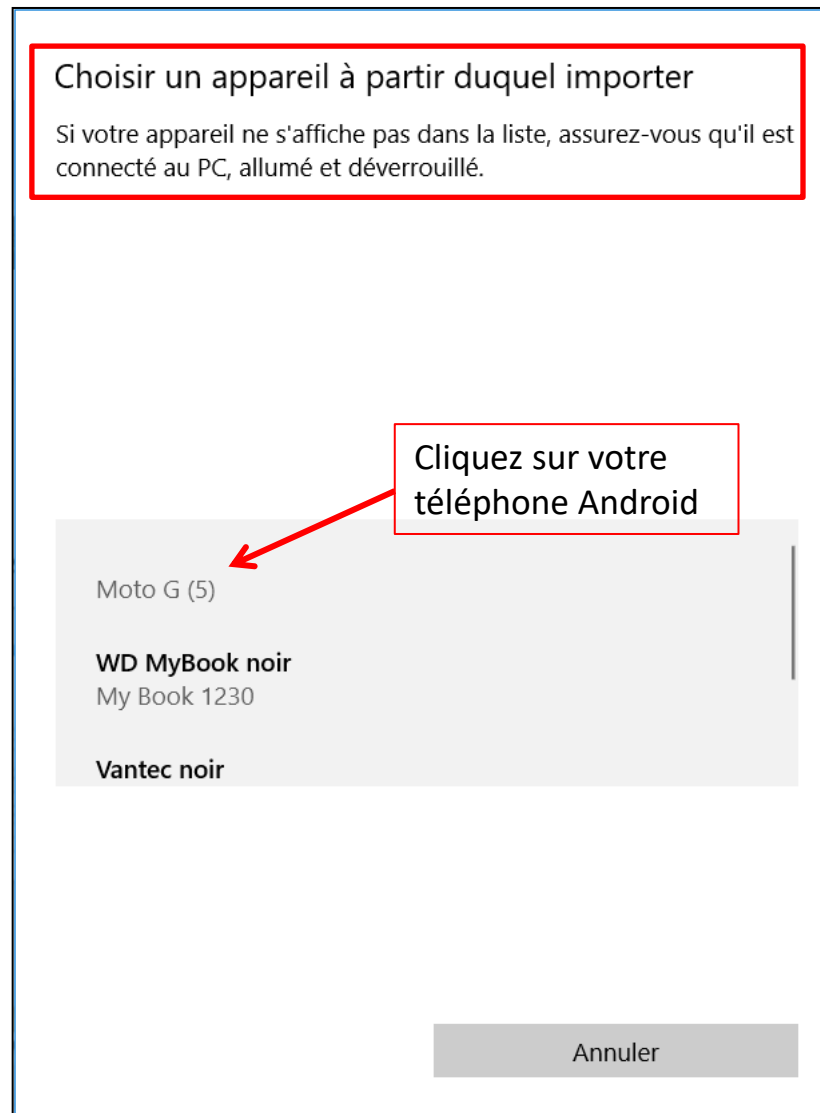 Choisir un appareil à partir duquel importer
Si votre appareil ne s'affiche pas dans la liste, assurez-vous qu'il est
connecté au PC, allumé et déverrouillé.
Cliquez sur votre
téléphone Android
Moto G (5)
WD MyBook noir
My Book 1230
Vantec noir
Annuler